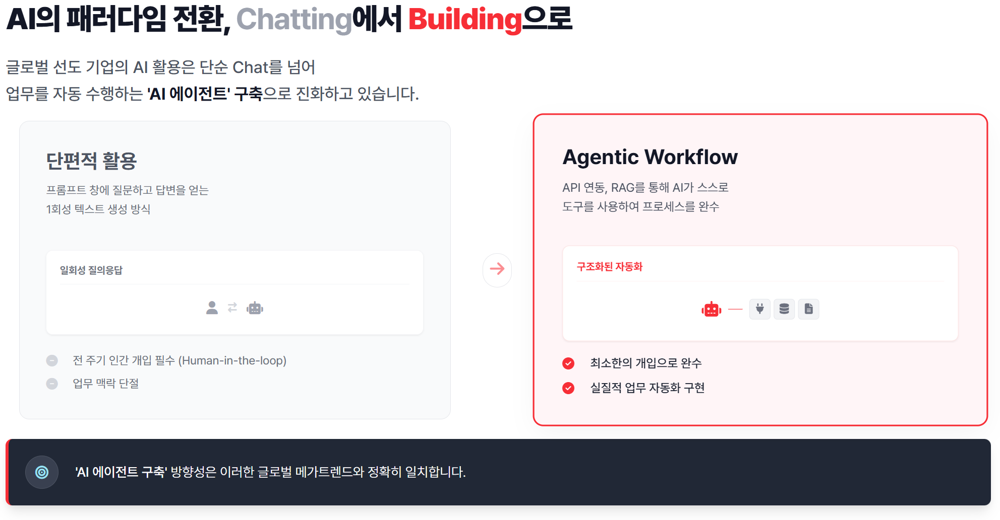 AI의 패러다임 전환, Chatting에서 Building으로
글로벌 선도 기업의 AI 활용은 단순 Chat를 넘어
업무를 자동 수행하는 'AI 에이전트' 구축으로 진화하고 있습니다.
단편적 활용
프롬프트 창에 질문하고 답변을 얻는
1회성 텍스트 생성 방식
일회성 질의응답
전 주기 인간 개입 필수 (Human-in-the-loop)
업무 맥락 단절
Agentic Workflow
API 연동, RAG를 통해 AI가 스스로
도구를 사용하여 프로세스를 완수
구조화된 자동화
최소한의 개입으로 완수
실질적 업무 자동화 구현
'AI 에이전트 구축' 방향성은 이러한 글로벌 메가트렌드와 정확히 일치합니다.